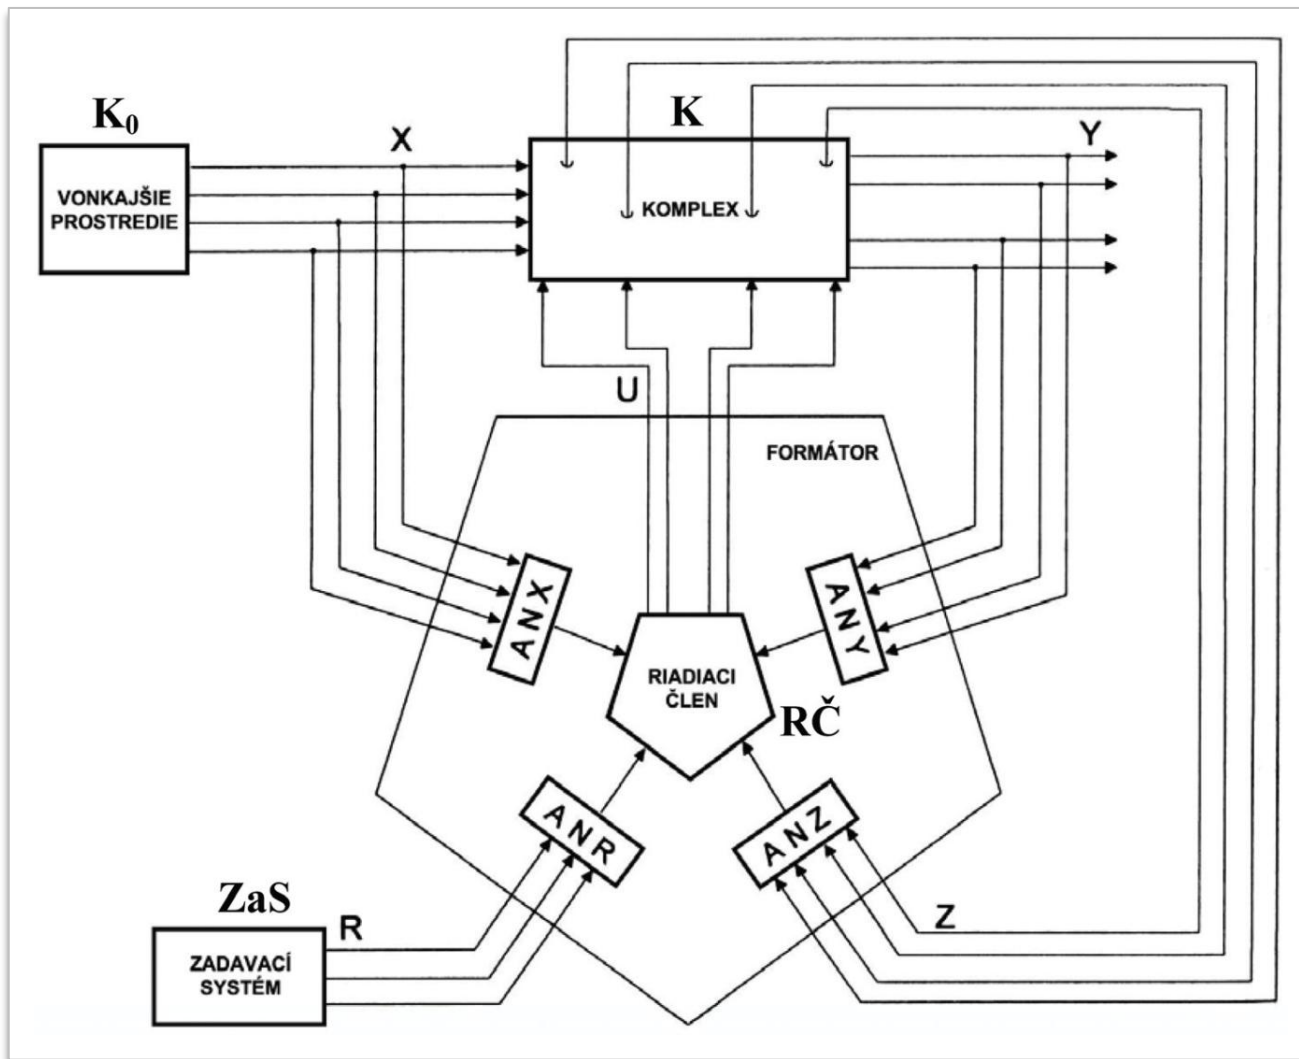 K₀
K
X
Y
VONKAJŠIE
PROSTREDIE
KOMPLEX
U
FORMÁTOR
ANX
ANY
RIADIACI
ČLEN
RČ
ANR
ANZ
ZaS
R
Z
ZADAVACÍ
SYSTÉM